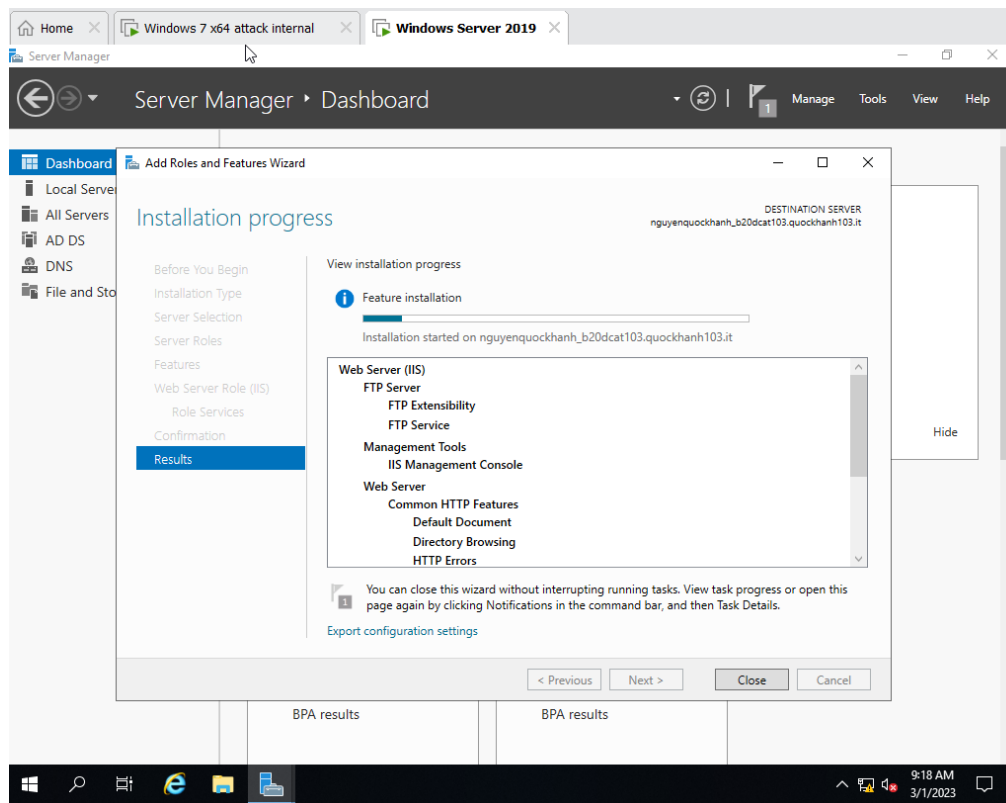 Home
Windows 7 x64 attack internal
Windows Server 2019
Server Manager
Server Manager
Dashboard
1
Manage
Tools
View
Help
Dashboard
Local Server
All Servers
AD DS
DNS
File and Sto
Add Roles and Features Wizard
Installation progress
DESTINATION SERVER
nguyenquockhanh_b20dcat103.quockhanh103.it
Before You Begin
Installation Type
Server Selection
Server Roles
Features
Web Server Role (IIS)
Role Services
Confirmation
Results
View installation progress
Feature installation
Installation started on nguyenquockhanh_b20dcat103.quockhanh103.it
Web Server (IIS)
FTP Server
FTP Extensibility
FTP Service
Management Tools
IIS Management Console
Web Server
Common HTTP Features
Default Document
Directory Browsing
HTTP Errors
1
You can close this wizard without interrupting running tasks. View task progress or open this
page again by clicking Notifications in the command bar, and then Task Details.
Export configuration settings
< Previous
Next >
Close
Cancel
Hide
BPA results
BPA results
9:18 AM
3/1/2023